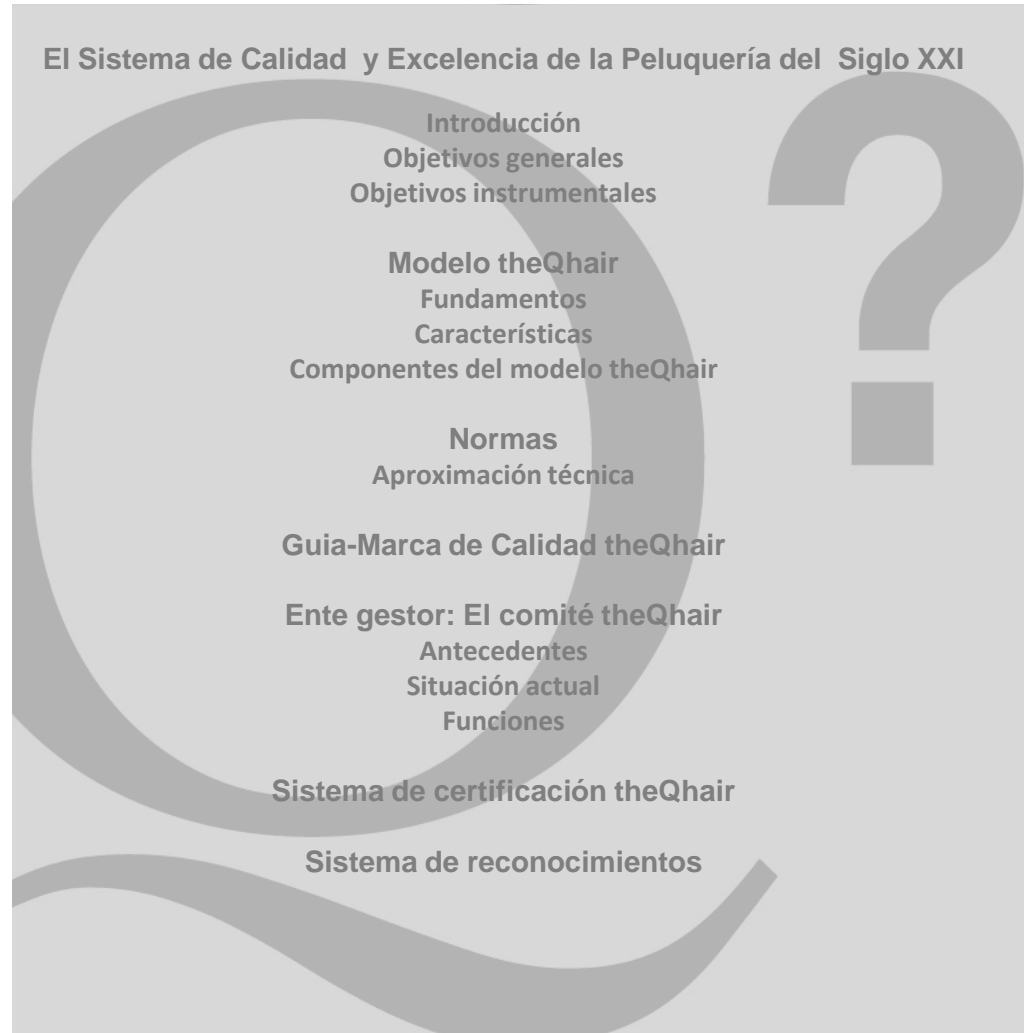 El Sistema de Calidad y Excelencia de la Peluquería del Siglo XXI
Introducción
Objetivos generales
Objetivos instrumentales
Modelo theQhair
Fundamentos
Características
Componentes del modelo theQhair
Normas
Aproximación técnica
Guia-Marca de Calidad theQhair
Ente gestor: El comité theQhair
Antecedentes
Situación actual
Funciones
Sistema de certificación theQhair
Sistema de reconocimientos
Q?